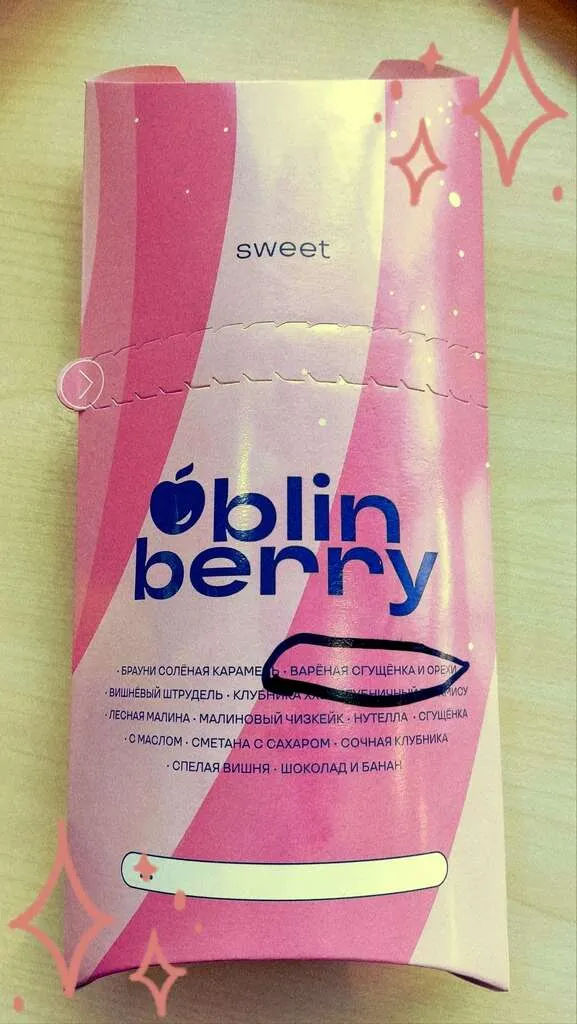 sweet
blin
berry
· БРАУНИ СОЛЁНАЯ КАРАМЕЛЬ · ВАРЁНАЯ СГУЩЁНКА И ОРЕХИ
· ВИШНЁВЫЙ ШТРУДЕЛЬ · КЛУБНИКА
· ЛЕСНАЯ МАЛИНА · МАЛИНОВЫЙ ЧИЗКЕЙК · НУТЕЛЛА · СГУЩЁНКА
· С МАСЛОМ · СМЕТАНА С САХАРОМ · СОЧНАЯ КЛУБНИКА
· СПЕЛАЯ ВИШНЯ · ШОКОЛАД И БАНАН